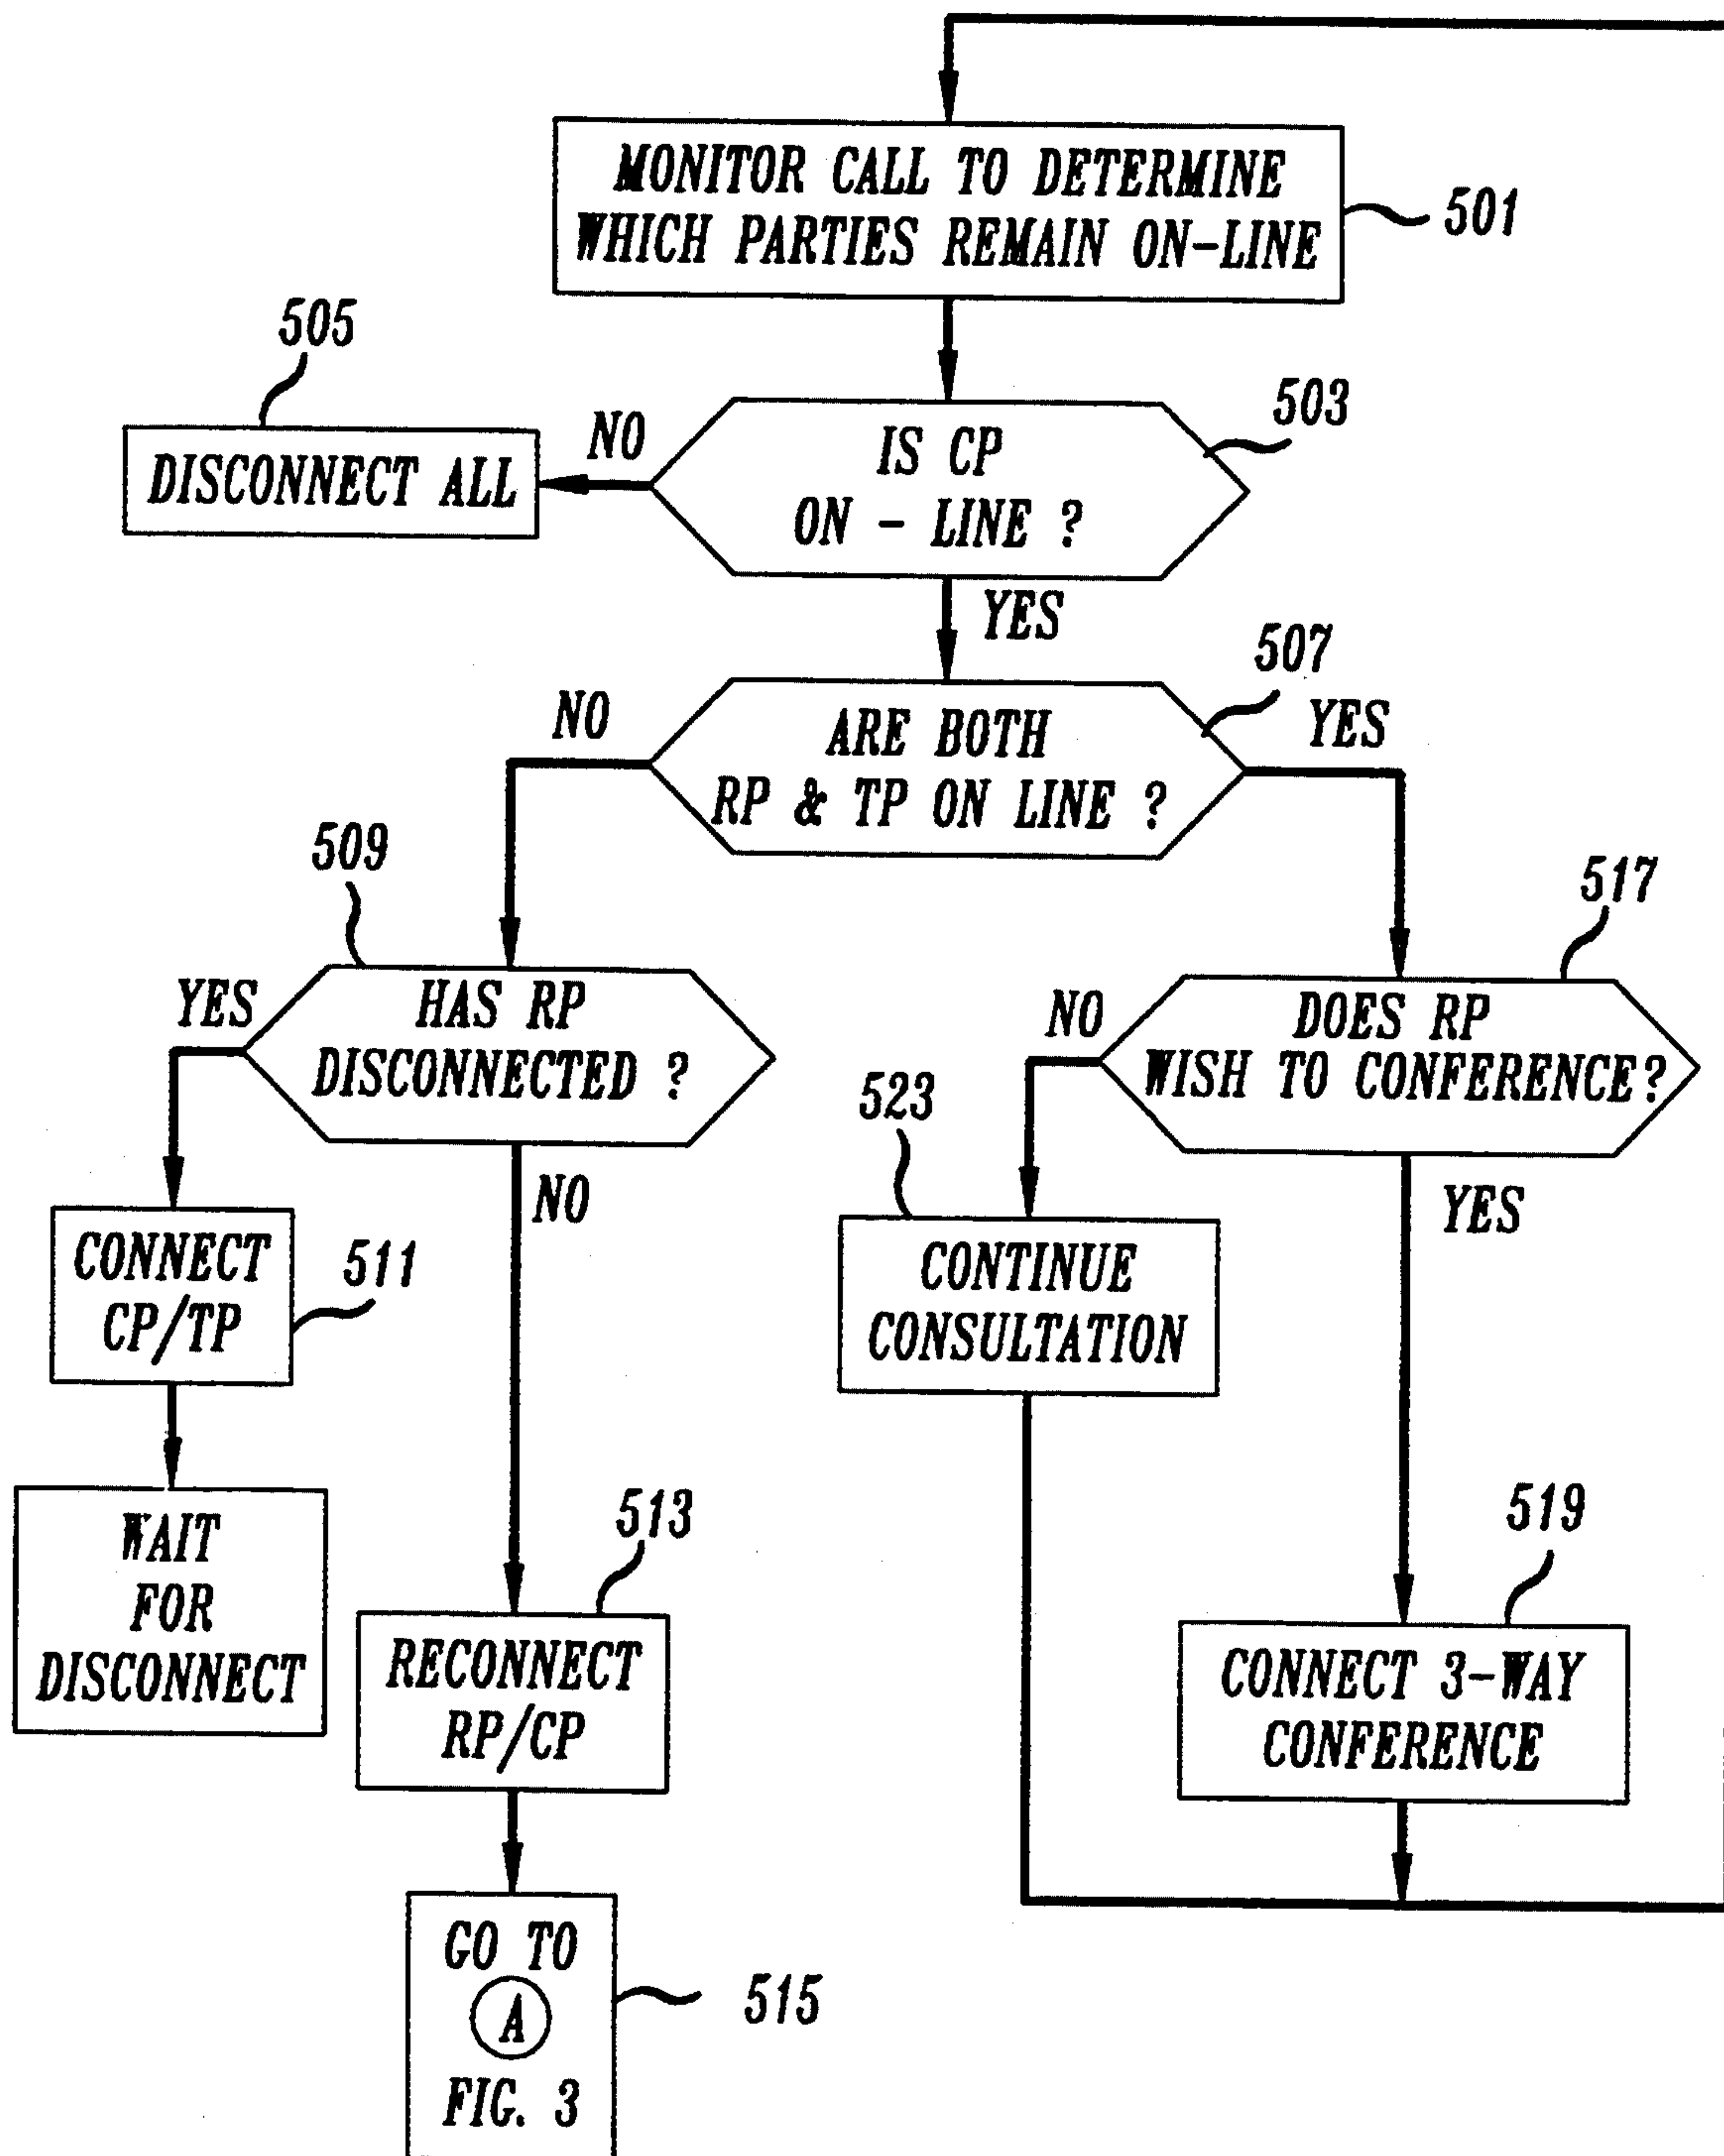 MONITOR CALL TO DETERMINE
WHICH PARTIES REMAIN ON-LINE
501
505
DISCONNECT ALL
NO
IS CP
ON - LINE ?
503
YES
507
NO
ARE BOTH
RP & TP ON LINE ?
YES
509
YES
HAS RP
DISCONNECTED ?
NO
517
NO
DOES RP
WISH TO CONFERENCE?
YES
523
CONTINUE
CONSULTATION
CONNECT
CP/TP
511
WAIT
FOR
DISCONNECT
513
RECONNECT
RP/CP
519
CONNECT 3-WAY
CONFERENCE
GO TO
A
FIG. 3
515